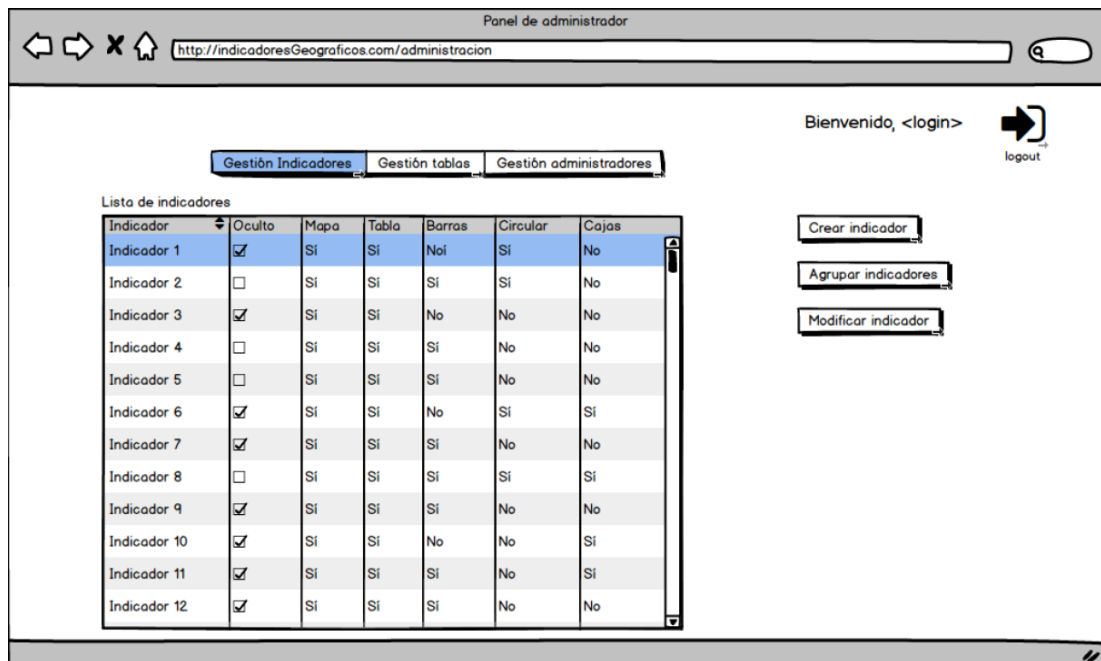 Panel de administrador
http://indicadoresGeograficos.com/administracion
Bienvenido, <login>
logout
Gestión Indicadores Gestión tablas Gestión administradores
Lista de indicadores
Indicador Oculto Mapa Tabla Barras Circular Cajas
Indicador 1 Sí Sí Noí Sí No
Indicador 2 Sí Sí Sí Sí No
Indicador 3 Sí Sí No No No
Indicador 4 Sí Sí Sí No No
Indicador 5 Sí Sí Sí No No
Indicador 6 Sí Sí No Sí Sí
Indicador 7 Sí Sí Sí No No
Indicador 8 Sí Sí Sí Sí Sí
Indicador 9 Sí Sí Sí No No
Indicador 10 Sí Sí No No Sí
Indicador 11 Sí Sí Sí No Sí
Indicador 12 Sí Sí Sí No No
Crear indicador
Agrupar indicadores
Modificar indicador